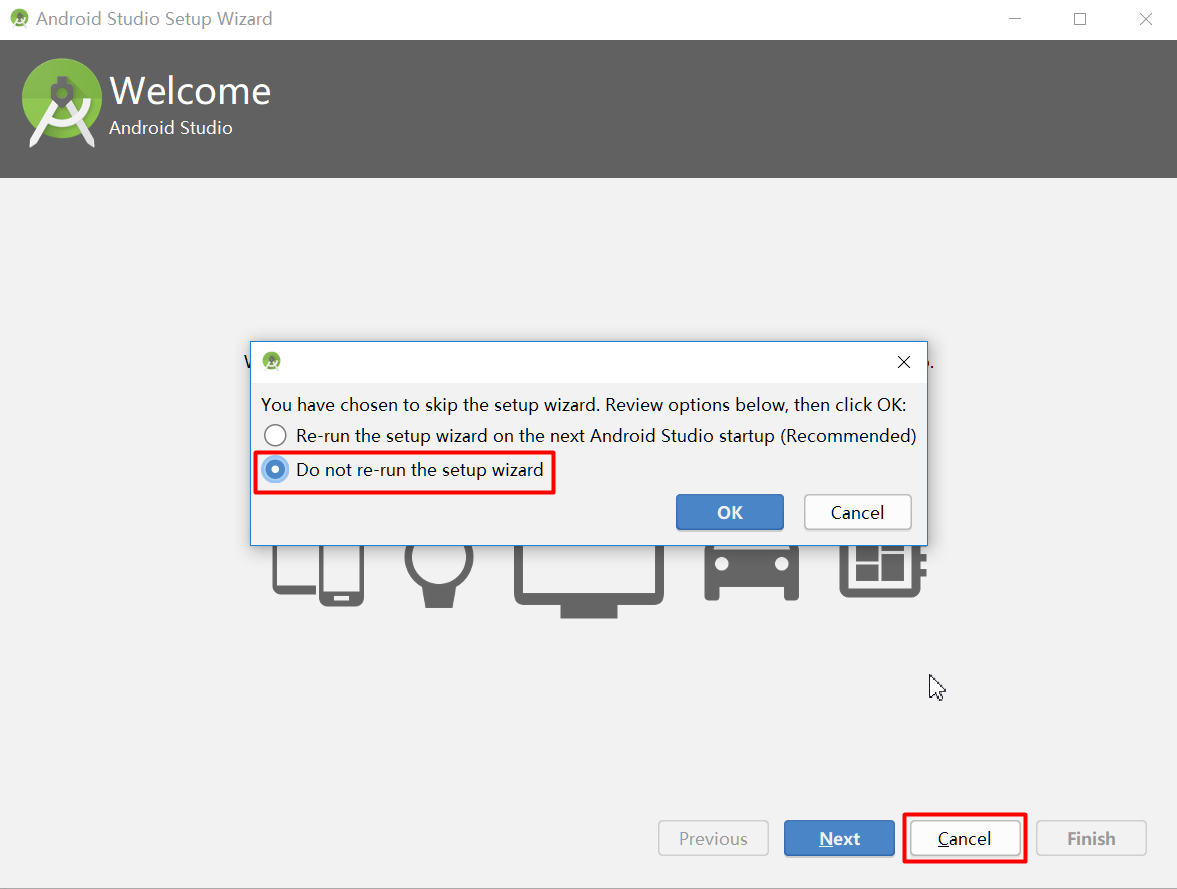 Android Studio Setup Wizard
Welcome
Android Studio
You have chosen to skip the setup wizard. Review options below, then click OK:
Re-run the setup wizard on the next Android Studio startup (Recommended)
Do not re-run the setup wizard
OK
Cancel
Previous
Next
Cancel
Finish